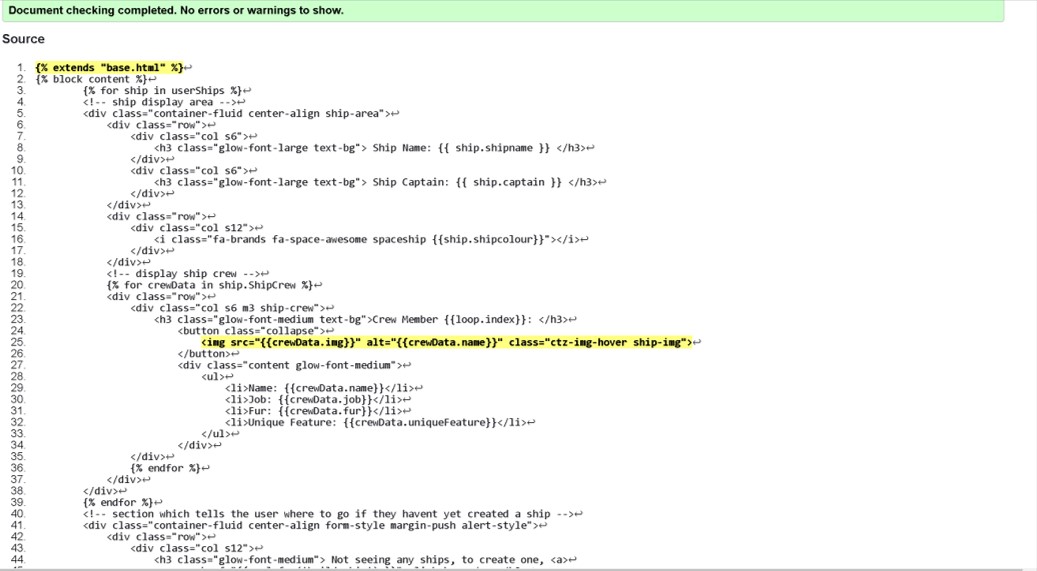 Document checking completed. No errors or warnings to show.
Source
1. {% extends "base.html" %}↩
2. {% block content %}↩
3. {% for ship in userShips %}↩
4. <!-- ship display area -->↩
5. <div class="container-fluid center-align ship-area">↩
6. <div class="row">↩
7. <div class="col s6">↩
8. <h3 class="glow-font-large text-bg"> Ship Name: {{ ship.shipname }} </h3>↩
9. </div>↩
10. <div class="col s6">↩
11. <h3 class="glow-font-large text-bg"> Ship Captain: {{ ship.captain }} </h3>↩
12. </div>↩
13. </div>↩
14. <div class="row">↩
15. <div class="col s12">↩
16. <i class="fa-brands fa-space-awesome spaceship {{ship.shipcolour}}"></i>↩
17. </div>↩
18. </div>↩
19. <!-- display ship crew -->↩
20. {% for crewData in ship.ShipCrew %}↩
21. <div class="row">↩
22. <div class="col s6 m3 ship-crew">↩
23. <h3 class="glow-font-medium text-bg">Crew Member {{loop.index}}: </h3>↩
24. <button class="collapse">↩
25. <img src="{{crewData.img}}" alt="{{crewData.name}}" class="ctz-img-hover ship-img">↩
26. </button>↩
27. <div class="content glow-font-medium">↩
28. <ul>↩
29. <li>Name: {{crewData.name}}</li>↩
30. <li>Job: {{crewData.job}}</li>↩
31. <li>Fur: {{crewData.fur}}</li>↩
32. <li>Unique Feature: {{crewData.uniqueFeature}}</li>↩
33. </ul>↩
34. </div>↩
35. </div>↩
36. {% endfor %}↩
37. </div>↩
38. </div>↩
39. {% endfor %}↩
40. <!-- section which tells the user where to go if they havent yet created a ship -->↩
41. <div class="container-fluid center-align form-style margin-push alert-style">↩
42. <div class="row">↩
43. <div class="col s12">↩
44. <h3 class="glow-font-medium"> Not seeing any ships, to create one, <a>↩